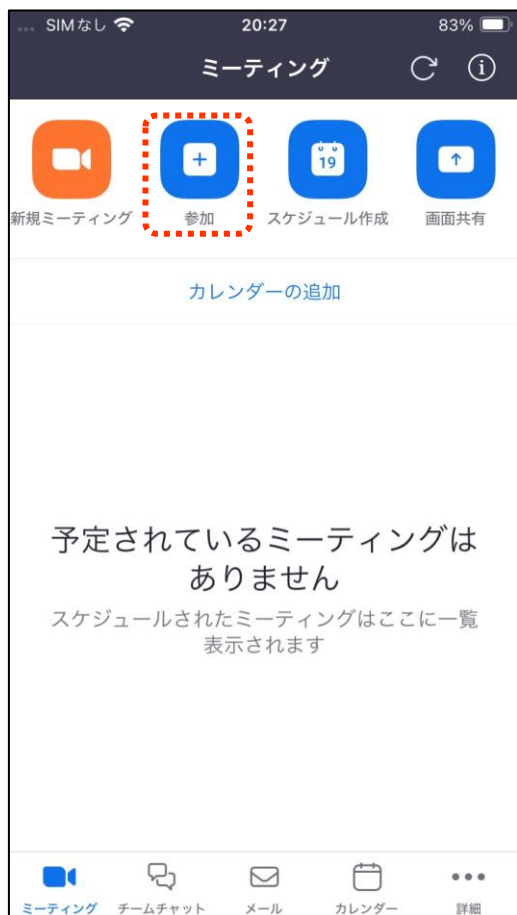 SIMなし 20:27 83%
ミーティング
19
新規ミーティング 参加 スケジュール作成 画面共有
カレンダーの追加
予定されているミーティングは
ありません
スケジュールされたミーティングはここに一覧
表示されます
ミーティング チームチャット メール カレンダー 詳細